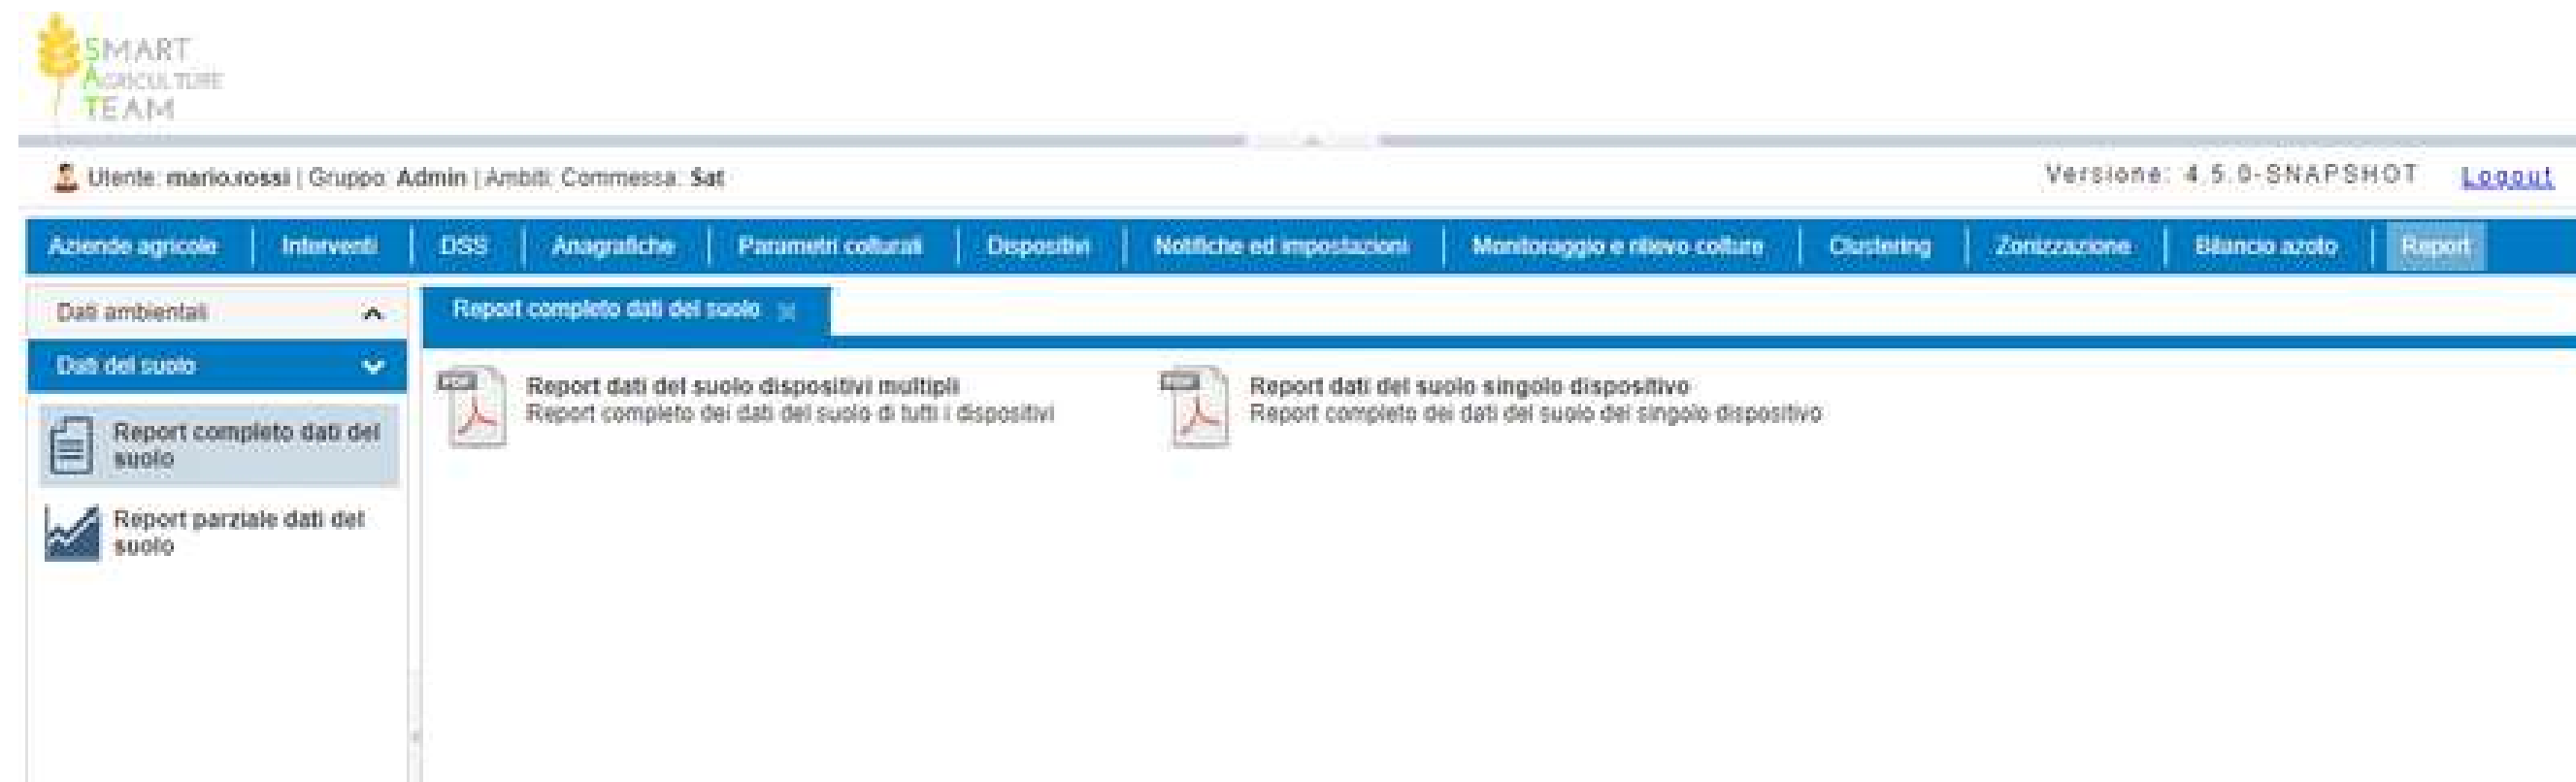 SMART
AGRICULTURE
TEAM
Utente: mario.rossi | Gruppo: Admin | Ambiti: Commessa: Sat
Versione: 4.5.0-SNAPSHOT Logout
Aziende agricole Interventi DSS Anagrafiche Parametri colturali Dispositivi Notifiche ed impostazioni Monitoraggio e rilievo colture Clustering Zonizzazione Bilancio azoto Report
Dati ambientali
Report completo dati del suolo
Dati del suolo
PDF Report dati del suolo dispositivi multipli
Report completo dei dati del suolo di tutti i dispositivi
PDF Report dati del suolo singolo dispositivo
Report completo dei dati del suolo del singolo dispositivo
Report completo dati del
suolo
Report parziale dati del
suolo